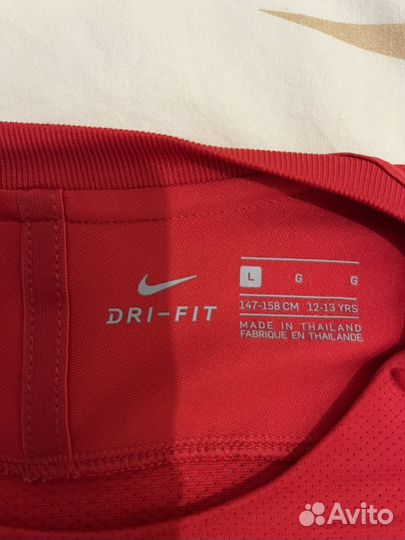 L G G
147-158 CM 12-13 YRS
DRI-FIT
MADE IN THAILAND
FABRIQUE EN THAILANDE
Avito